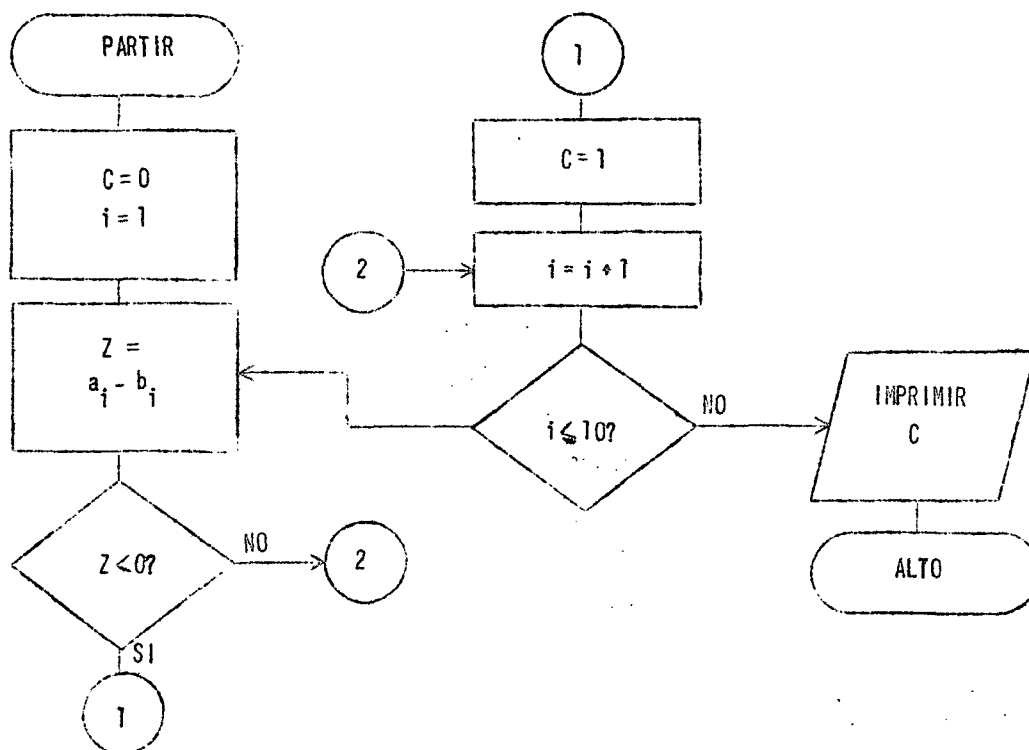 PARTIR
C = 0
i = 1
Z =
a_i - b_i
Z < 0?
NO
2
SI
1
1
C = 1
2
i = i + 1
i ≤ 10?
NO
IMPRIMIR
C
ALTO